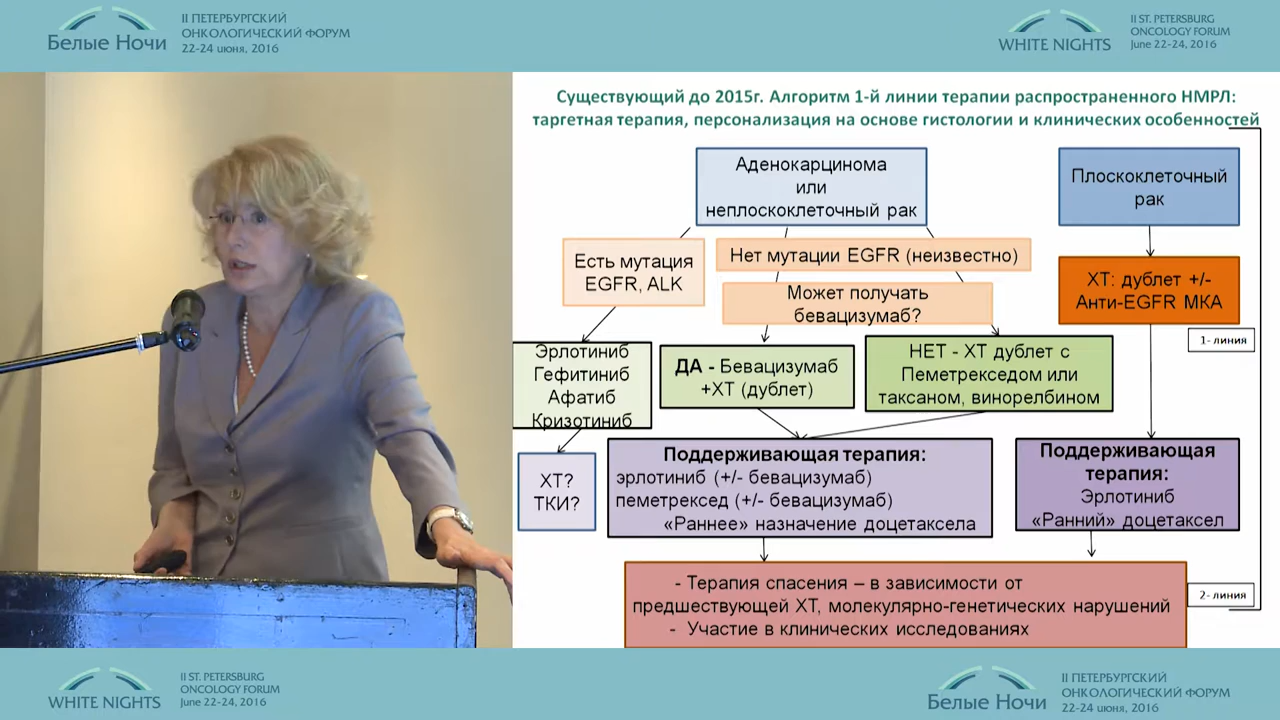 Белые Ночи
II ПЕТЕРБУРГСКИЙ
ОНКОЛОГИЧЕСКИЙ ФОРУМ
22-24 июня, 2016
WHITE NIGHTS
II ST. PETERSBURG
ONCOLOGY FORUM
June 22-24, 2016
Существующий до 2015г. Алгоритм 1-й линии терапии распространенного НМРЛ:
таргетная терапия, персонализация на основе гистологии и клинических особенностей
Аденокарцинома
или
неплоскоклеточный рак
Плоскоклеточный
рак
Есть мутация
EGFR, ALK
Нет мутации EGFR (неизвестно)
Может получать
бевацизумаб?
ХТ: дублет +/-
Анти-EGFR МКА
1- линия
Эрлотиниб
Гефитиниб
Афатиб
Кризотиниб
ДА - Бевацизумаб
+ХТ (дублет)
НЕТ - ХТ дублет с
Пеметрекседом или
таксаном, винорелбином
ХТ?
ТКИ?
Поддерживающая терапия:
эрлотиниб (+/- бевацизумаб)
пеметрексед (+/- бевацизумаб)
«Раннее» назначение доцетаксела
Поддерживающая
терапия:
Эрлотиниб
«Ранний» доцетаксел
- Терапия спасения – в зависимости от
предшествующей ХТ, молекулярно-генетических нарушений
- Участие в клинических исследованиях
2- линия
WHITE NIGHTS
II ST. PETERSBURG
ONCOLOGY FORUM
June 22-24, 2016
Белые Ночи
II ПЕТЕРБУРГСКИЙ
ОНКОЛОГИЧЕСКИЙ ФОРУМ
22-24 июня, 2016